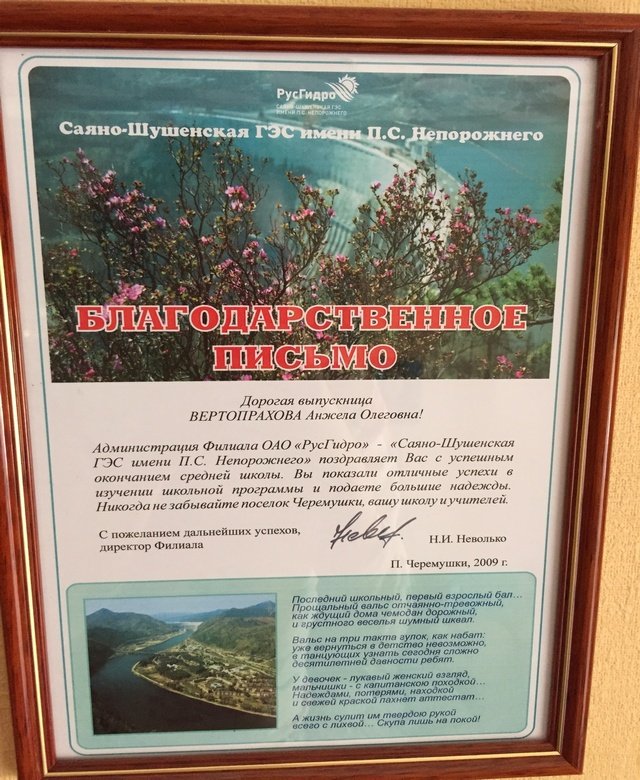 РусГидро
САЯНО-ШУШЕНСКАЯ ГЭС
ИМЕНИ П.С. НЕПОРОЖНЕГО
Саяно-Шушенская ГЭС имени П.С. Непорожнего
БЛАГОДАРСТВЕННОЕ
ПИСЬМО
Дорогая выпускница
ВЕРТОПРАХОВА Анжела Олеговна!
Администрация Филиала ОАО «РусГидро» - «Саяно-Шушенская
ГЭС имени П.С. Непорожнего» поздравляет Вас с успешным
окончанием средней школы. Вы показали отличные успехи в
изучении школьной программы и подаете большие надежды.
Никогда не забывайте поселок Черемушки, вашу школу и учителей.
С пожеланием дальнейших успехов,
директор Филиала
Н.И. Неволько
П. Черемушки, 2009 г.
Последний школьный, первый взрослый бал...
Прощальный вальс отчаянно-тревожный,
как ждущий дома чемодан дорожный,
и грустного веселья шумный шквал.
Вальс на три такта гулок, как набат:
уже вернуться в детство невозможно,
в танцующих узнать сегодня сложно
десятилетней давности ребят.
У девочек - лукавый женский взгляд,
мальчишки - с капитанскою походкой...
Надеждами, потерями, находкой
и свежей краской пахнет аттестат...
А жизнь сулит им твердою рукой
всего с лихвой... Скупа лишь на покой!